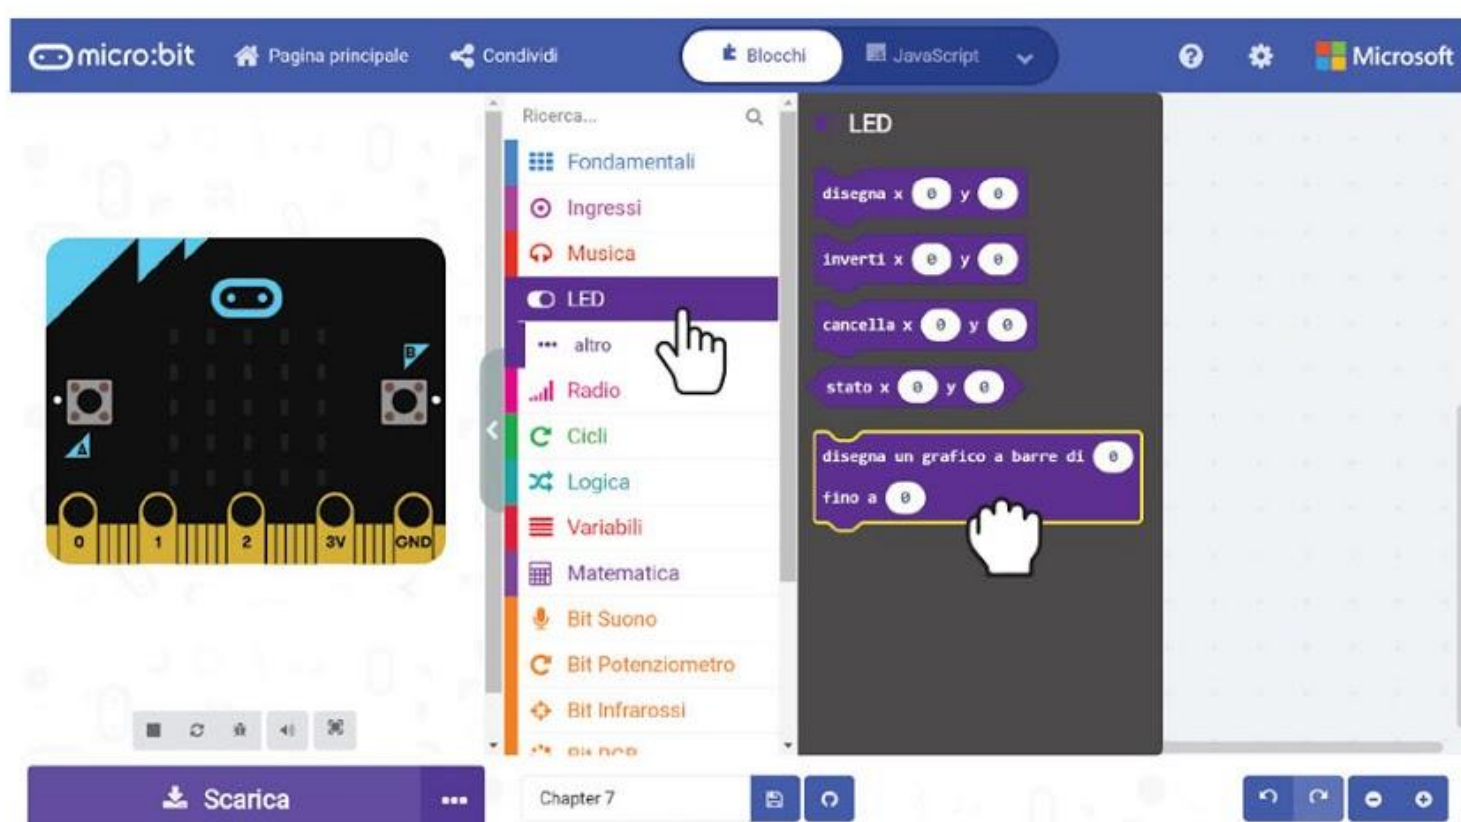 micro:bit
Pagina principale
Condividi
Blocchi
JavaScript
Microsoft
Ricerca...
Fondamentali
Ingressi
Musica
LED
altro
Radio
Cicli
Logica
Variabili
Matematica
Bit Suono
Bit Potenziometro
Bit Infrarossi
Bit RGB
LED
disegna x 0 y 0
inverti x 0 y 0
cancella x 0 y 0
stato x 0 y 0
disegna un grafico a barre di 0
fino a 0
B
A
0 1 2 3V GND
Scarica
Chapter 7